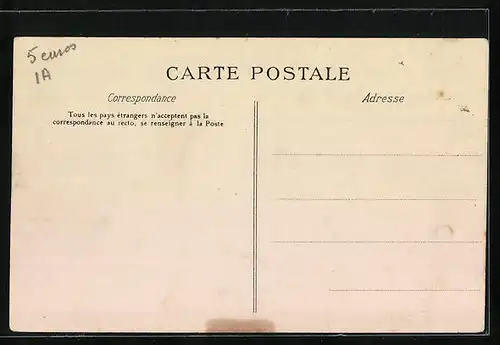 5 euros
1A
CARTE POSTALE
Correspondance
Adresse
Tous les pays étrangers n'acceptent pas la
correspondance au recto, se renseigner à la Poste